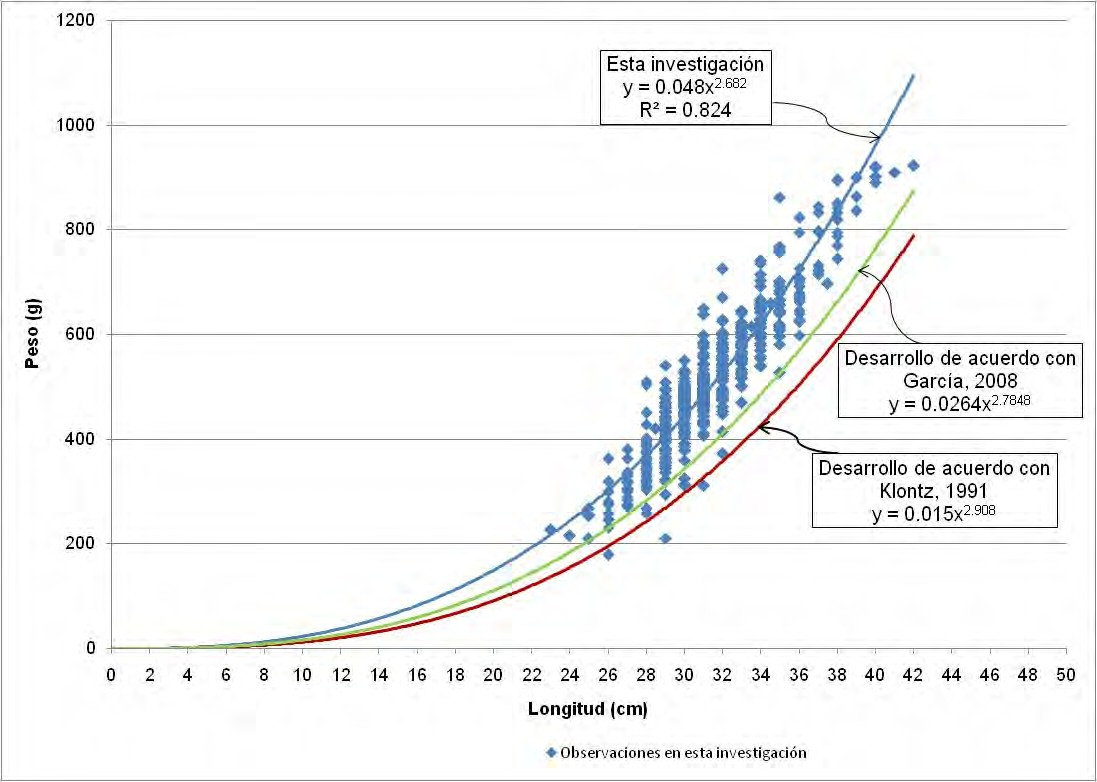 1200
1000
800
600
400
200
0
Peso (g)
Esta investigación
y = 0.048x^2.682
R² = 0.824
Desarrollo de acuerdo con
García, 2008
y = 0.0264x^2.7848
Desarrollo de acuerdo con
Klontz, 1991
y = 0.015x^2.908
0 2 4 6 8 10 12 14 16 18 20 22 24 26 28 30 32 34 36 38 40 42 44 46 48 50
Longitud (cm)
Observaciones en esta investigación